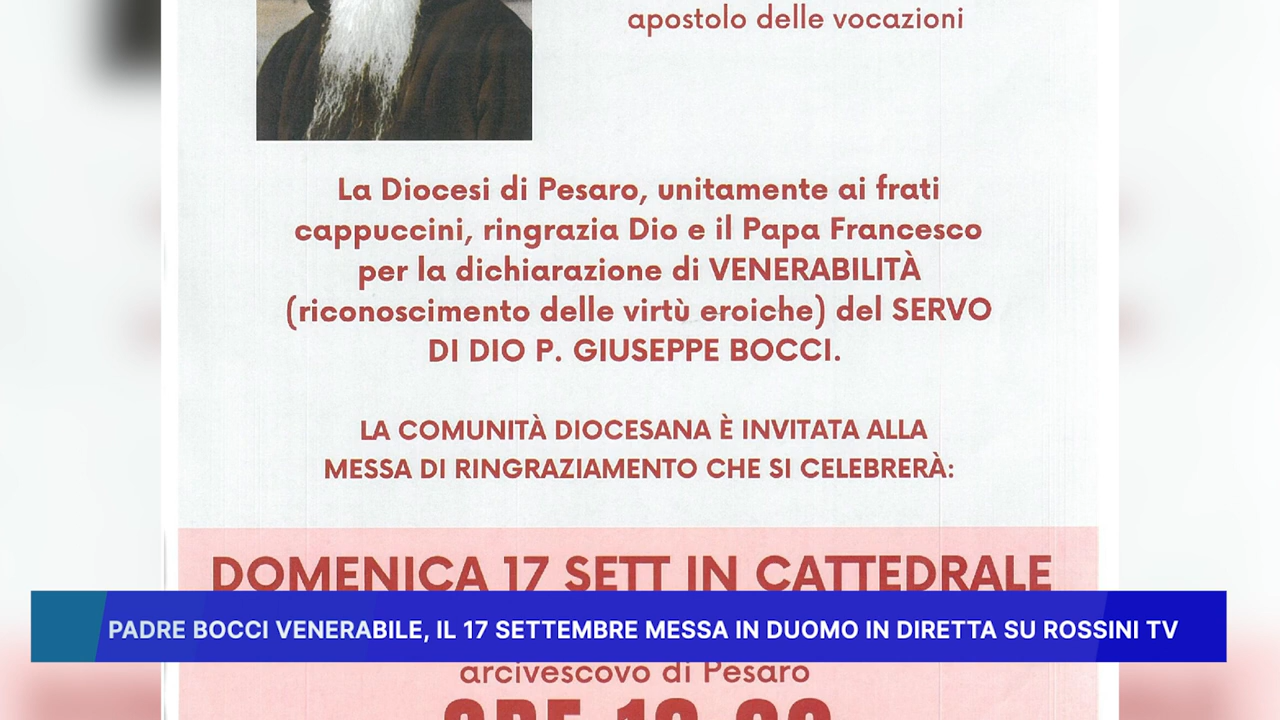 apostolo delle vocazioni
La Diocesi di Pesaro, unitamente ai frati
cappuccini, ringrazia Dio e il Papa Francesco
per la dichiarazione di VENERABILITÀ
(riconoscimento delle virtù eroiche) del SERVO
DI DIO P. GIUSEPPE BOCCI.
LA COMUNITÀ DIOCESANA È INVITATA ALLA
MESSA DI RINGRAZIAMENTO CHE SI CELEBRERÀ:
DOMENICA 17 SETT IN CATTEDRALE
PADRE BOCCI VENERABILE, IL 17 SETTEMBRE MESSA IN DUOMO IN DIRETTA SU ROSSINI TV
arcivescovo di Pesaro